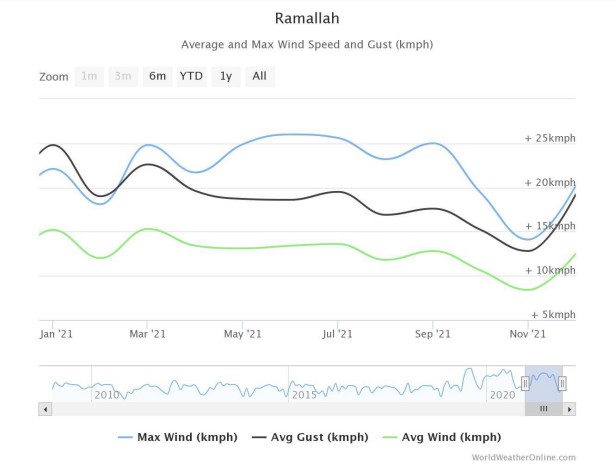 Ramallah
Average and Max Wind Speed and Gust (kmph)
Zoom 1m 3m 6m YTD 1y All
+ 25kmph
+ 20kmph
+ 15kmph
+ 10kmph
+ 5kmph
Jan '21 Mar '21 May '21 Jul '21 Sep '21 Nov '21
2010 2015 2020
Max Wind (kmph) Avg Gust (kmph) Avg Wind (kmph)
WorldWeatherOnline.com